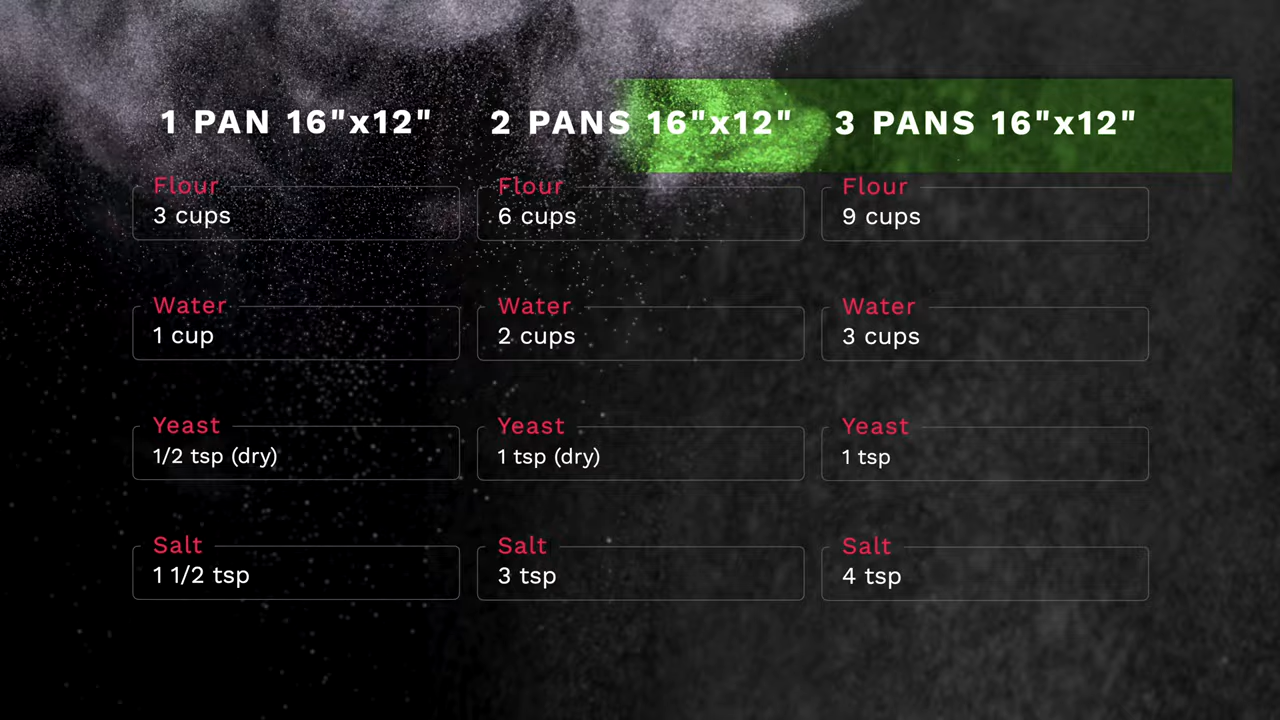 1 PAN 16"x12" 2 PANS 16"x12" 3 PANS 16"x12"
Flour Flour Flour
3 cups 6 cups 9 cups
Water Water Water
1 cup 2 cups 3 cups
Yeast Yeast Yeast
1/2 tsp (dry) 1 tsp (dry) 1 tsp
Salt Salt Salt
1 1/2 tsp 3 tsp 4 tsp